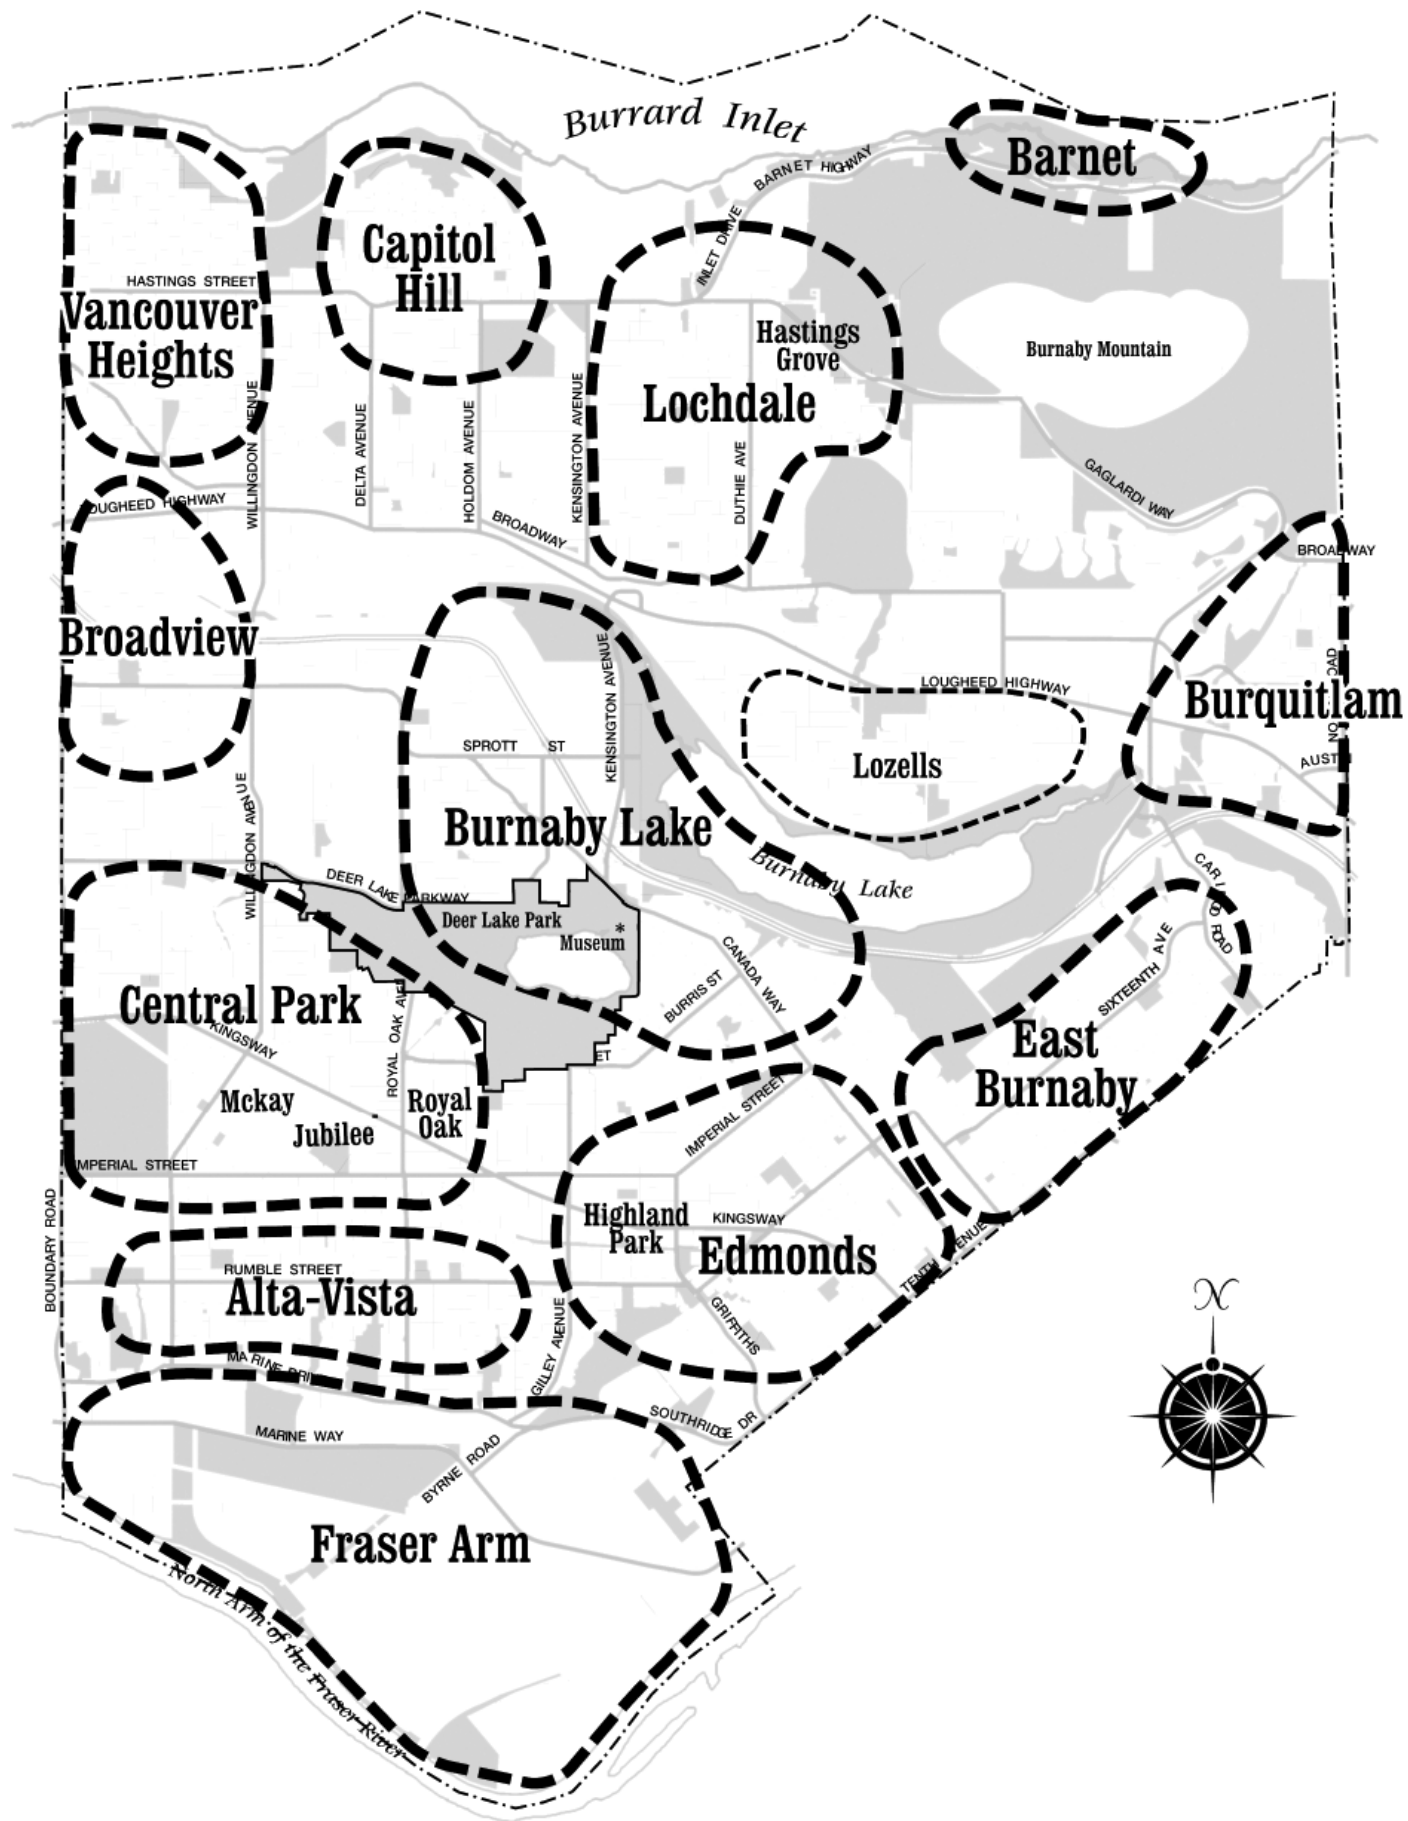 Burrard Inlet
Barnet
BARNET HIGHWAY
INLET DRIVE
Capitol
Hill
HASTINGS STREET
Vancouver
Heights
Hastings
Grove
Lochdale
Burnaby Mountain
WILLINGDON AVENUE
DELTA AVENUE
HOLDOM AVENUE
KENSINGTON AVENUE
DUTHIE AVE
GAGLARDI WAY
LOUGHEED HIGHWAY
BROADWAY
BROADWAY
Broadview
KENSINGTON AVENUE
LOUGHEED HIGHWAY
Burquitlam
SPROTT ST
Lozells
AUSTIN
WILLINGDON AVENUE
Burnaby Lake
Burnaby Lake
DEER LAKE PARKWAY
CARIBOO ROAD
Deer Lake Park
Museum
*
CANADA WAY
SIXTEENTH AVE
BURRIS ST
Central Park
KINGSWAY
ROYAL OAK AVE
East
Burnaby
Mckay
Jubilee
Royal
Oak
IMPERIAL STREET
IMPERIAL STREET
BOUNDARY ROAD
Highland
Park
KINGSWAY
Edmonds
TENTH AVENUE
RUMBLE STREET
Alta-Vista
GRIFFITHS
GILLEY AVENUE
MARINE DRIVE
N
SOUTHRIDGE DR
MARINE WAY
BYRNE ROAD
Fraser Arm
North Arm of the Fraser River